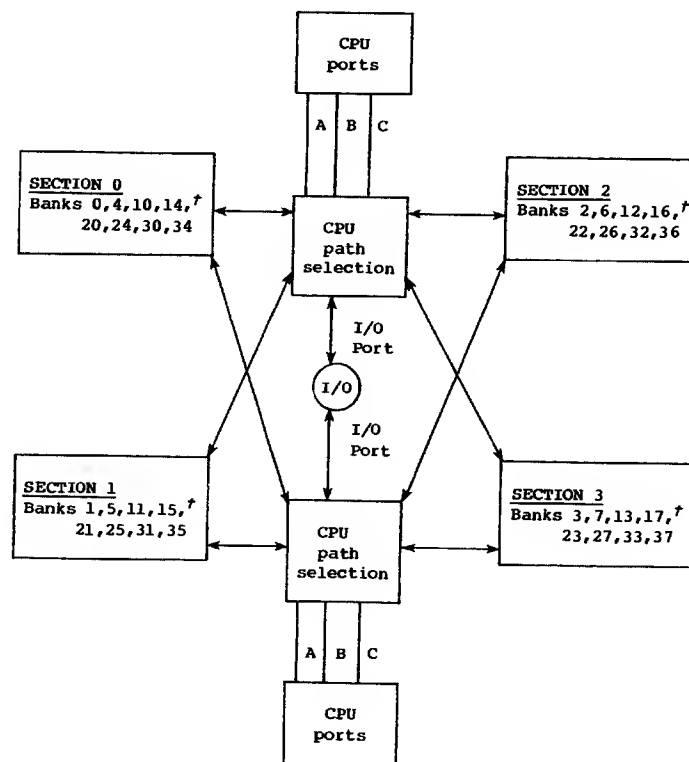 CPU
ports
A B C
SECTION 0
Banks 0,4,10,14,†
20,24,30,34
CPU
path
selection
SECTION 2
Banks 2,6,12,16,†
22,26,32,36
I/O
Port
I/O
I/O
Port
SECTION 1
Banks 1,5,11,15,†
21,25,31,35
CPU
path
selection
SECTION 3
Banks 3,7,13,17,†
23,27,33,37
A B C
CPU
ports